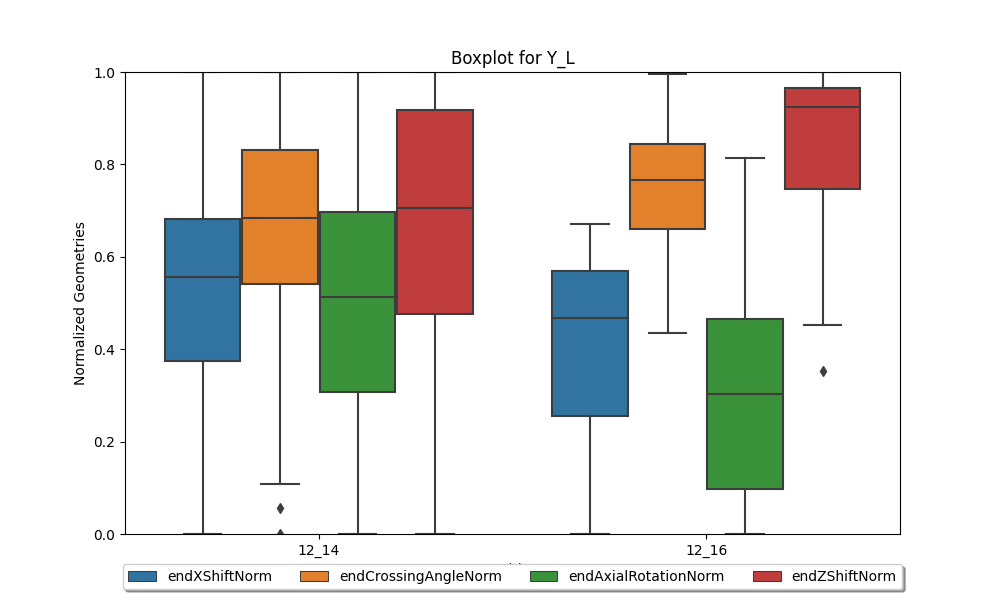 Boxplot for Y_L
Normalized Geometries
1.0
0.8
0.6
0.4
0.2
0.0
12_14 12_16
endXShiftNorm endCrossingAngleNorm endAxialRotationNorm endZShiftNorm